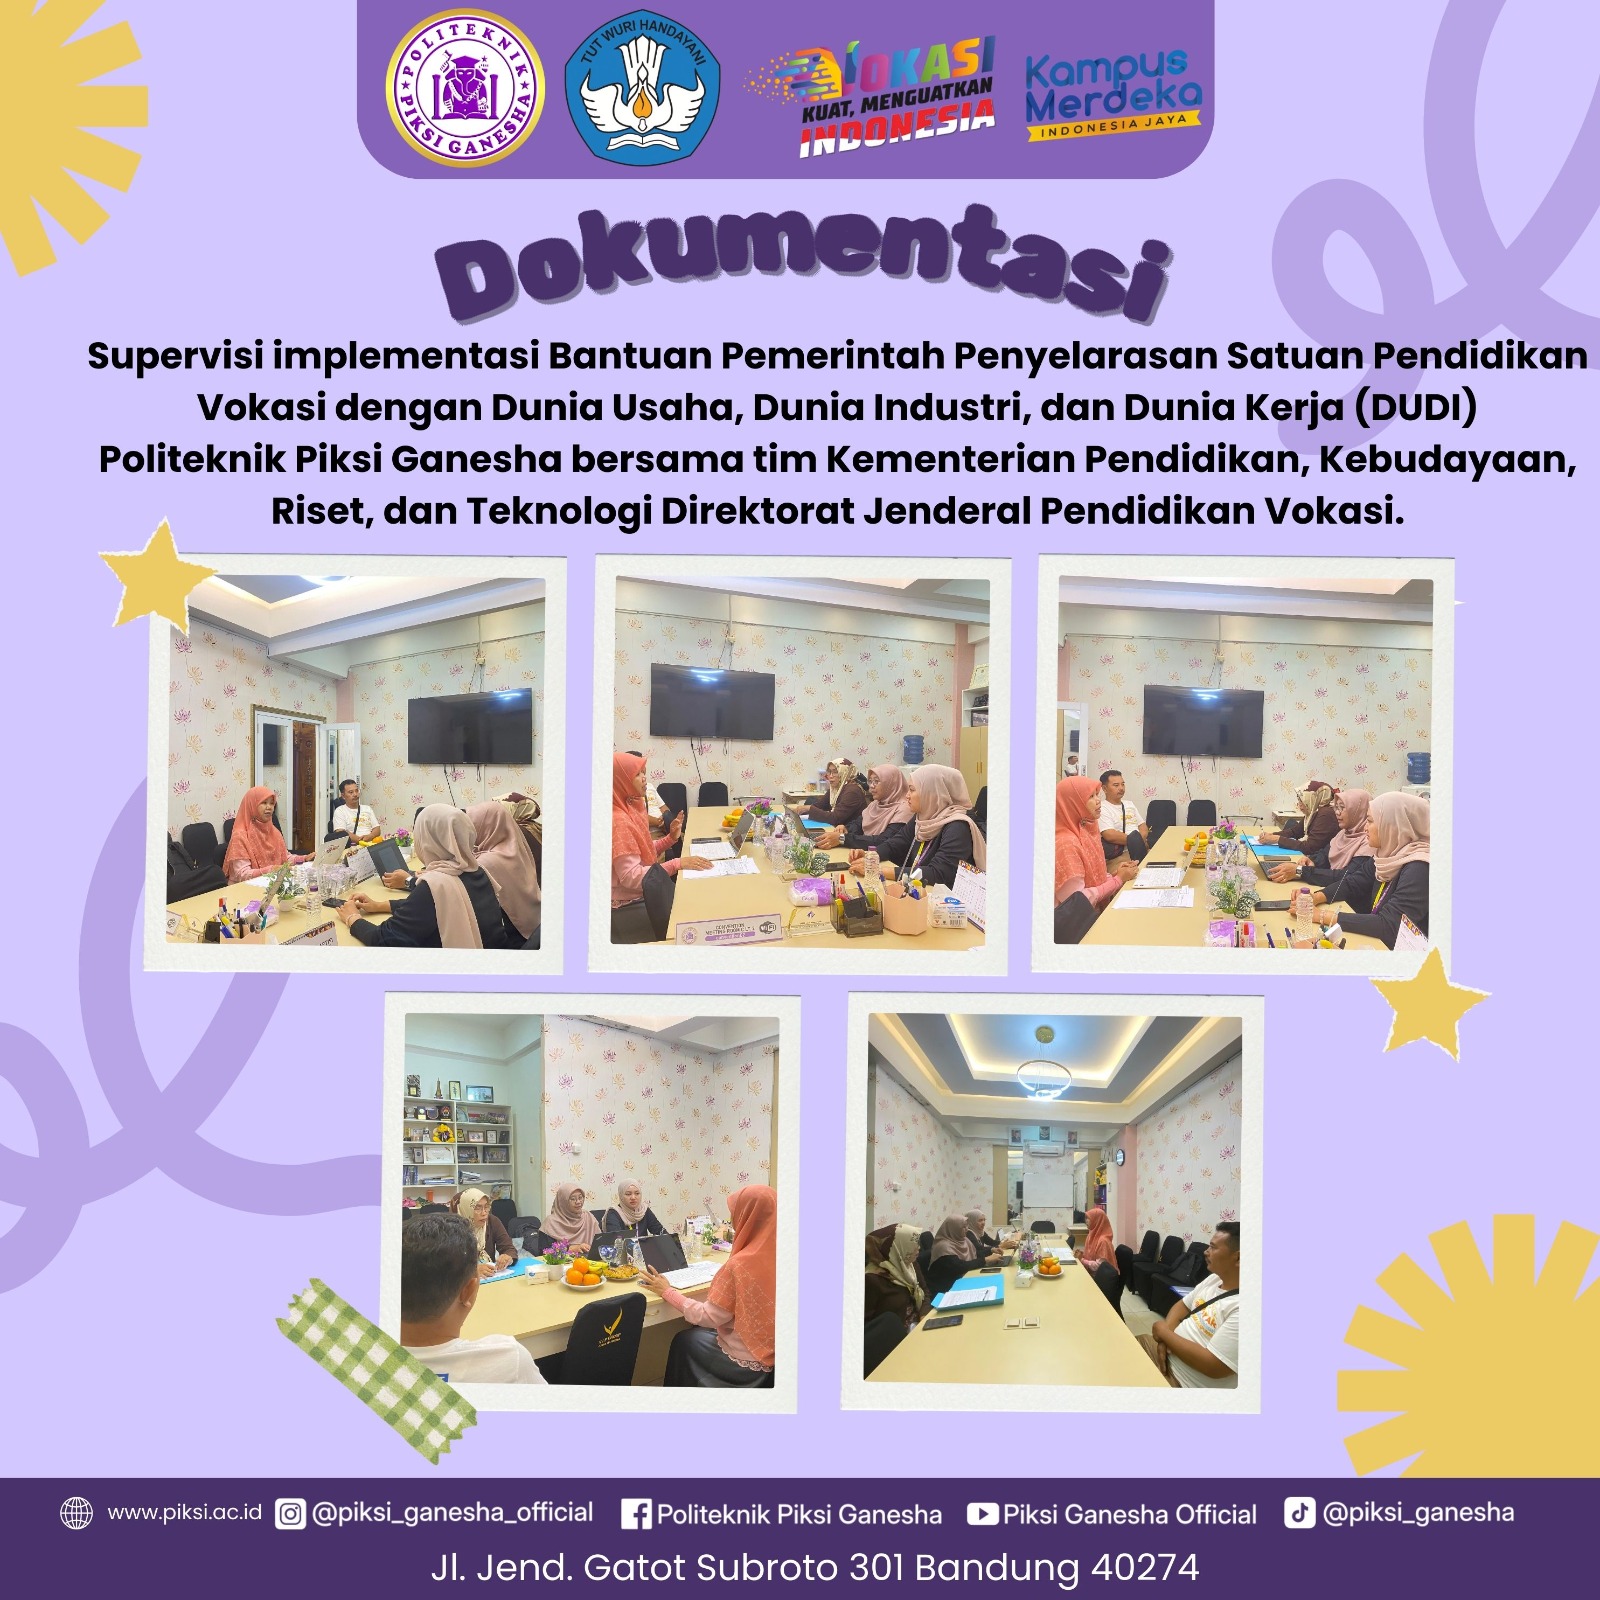 POLITEKNIK
PIKSI GANESHA
TUT WURI HANDAYANI
VOKASI
KUAT, MENGUATKAN
INDONESIA
Kampus
Merdeka
INDONESIA JAYA
Dokumentasi
Supervisi implementasi Bantuan Pemerintah Penyelarasan Satuan Pendidikan
Vokasi dengan Dunia Usaha, Dunia Industri, dan Dunia Kerja (DUDI)
Politeknik Piksi Ganesha bersama tim Kementerian Pendidikan, Kebudayaan,
Riset, dan Teknologi Direktorat Jenderal Pendidikan Vokasi.
www.piksi.ac.id @piksi_ganesha_official Politeknik Piksi Ganesha Piksi Ganesha Official @piksi_ganesha
Jl. Jend. Gatot Subroto 301 Bandung 40274